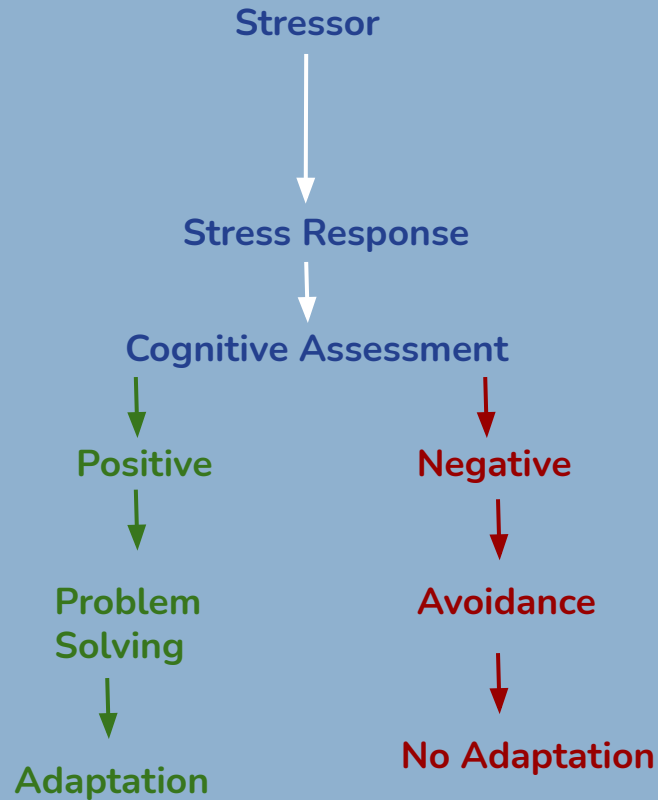 Stressor
Stress Response
Cognitive Assessment
Positive
Negative
Problem
Solving
Avoidance
Adaptation
No Adaptation